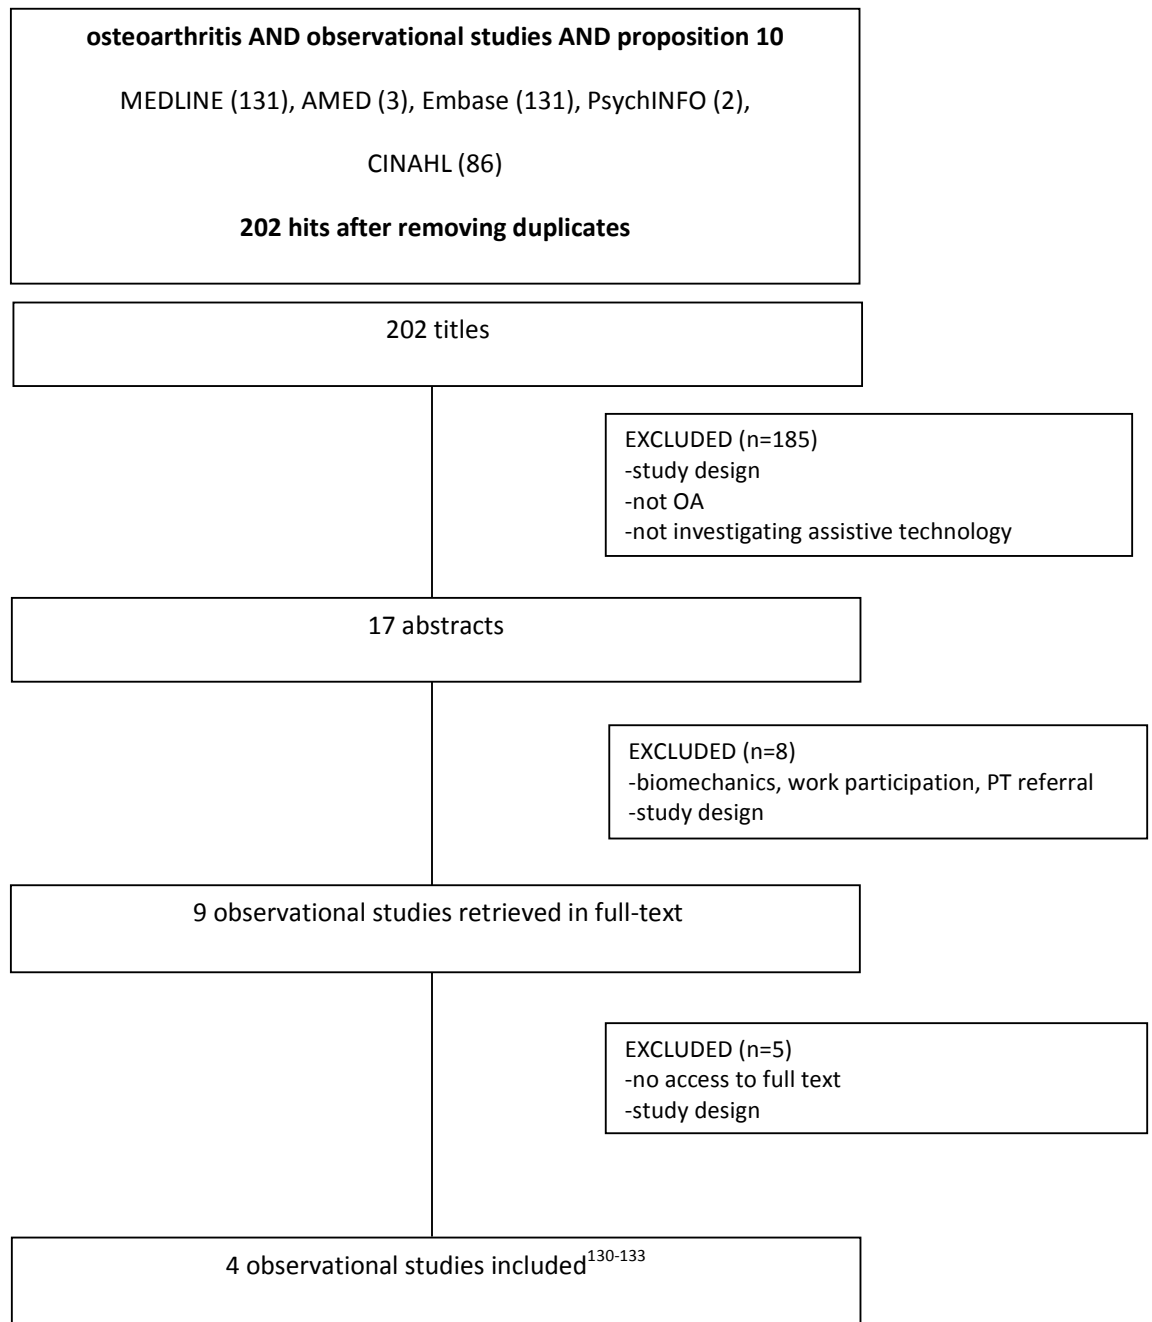 osteoarthritis AND observational studies AND proposition 10
MEDLINE (131), AMED (3), Embase (131), PsychINFO (2),
CINAHL (86)
202 hits after removing duplicates
202 titles
EXCLUDED (n=185)
-study design
-not OA
-not investigating assistive technology
17 abstracts
EXCLUDED (n=8)
-biomechanics, work participation, PT referral
-study design
9 observational studies retrieved in full-text
EXCLUDED (n=5)
-no access to full text
-study design
4 observational studies included130-133